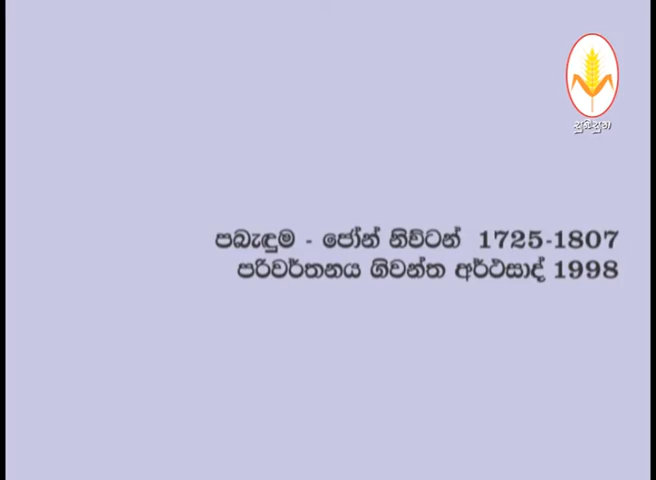 පබැඳුම - ජෝන් නිව්ටන් 1725-1807
පරිවර්තනය ගිවන්ත අර්ථසාද් 1998